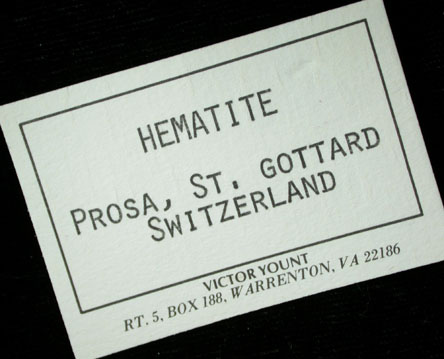 HEMATITE
PROSA, ST. GOTTARD
SWITZERLAND
VICTOR YOUNT
RT. 5, BOX 188, WARRENTON, VA 22186